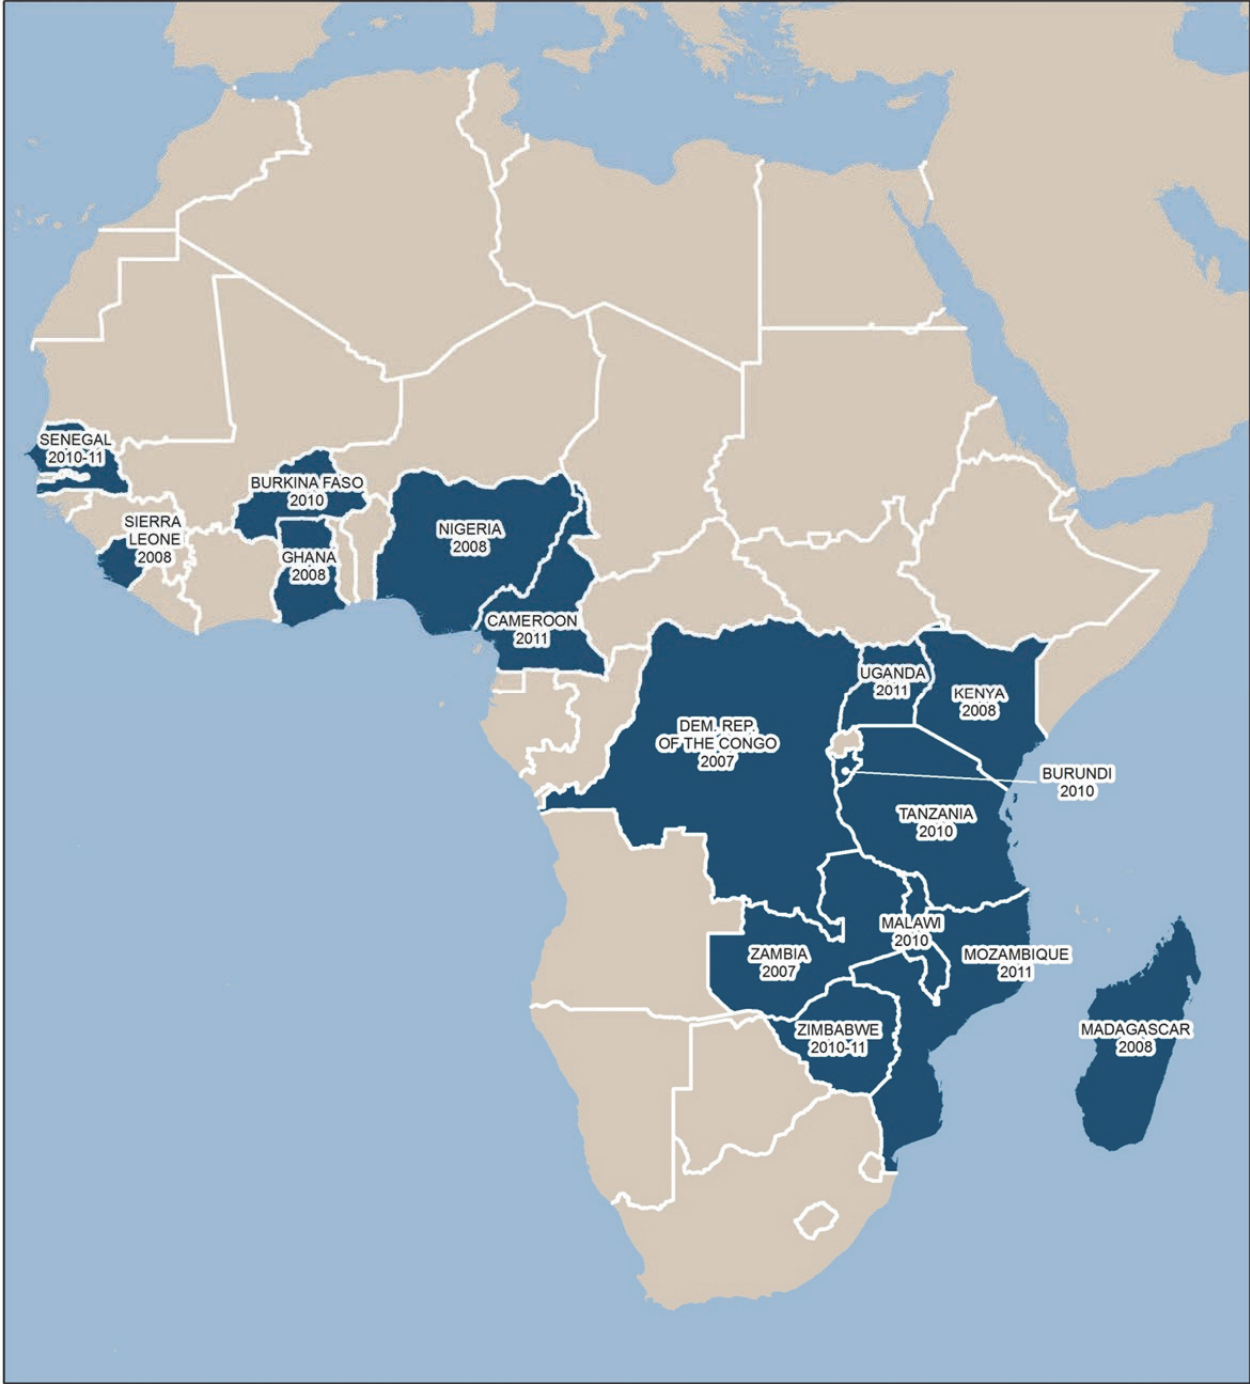 SENEGAL
2010-11
BURKINA FASO
2010
SIERRA
LEONE
2008
NIGERIA
2008
GHANA
2008
CAMEROON
2011
UGANDA
2011
KENYA
2008
DEM. REP.
OF THE CONGO
2007
BURUNDI
2010
TANZANIA
2010
MALAWI
2010
ZAMBIA
2007
MOZAMBIQUE
2011
ZIMBABWE
2010-11
MADAGASCAR
2008